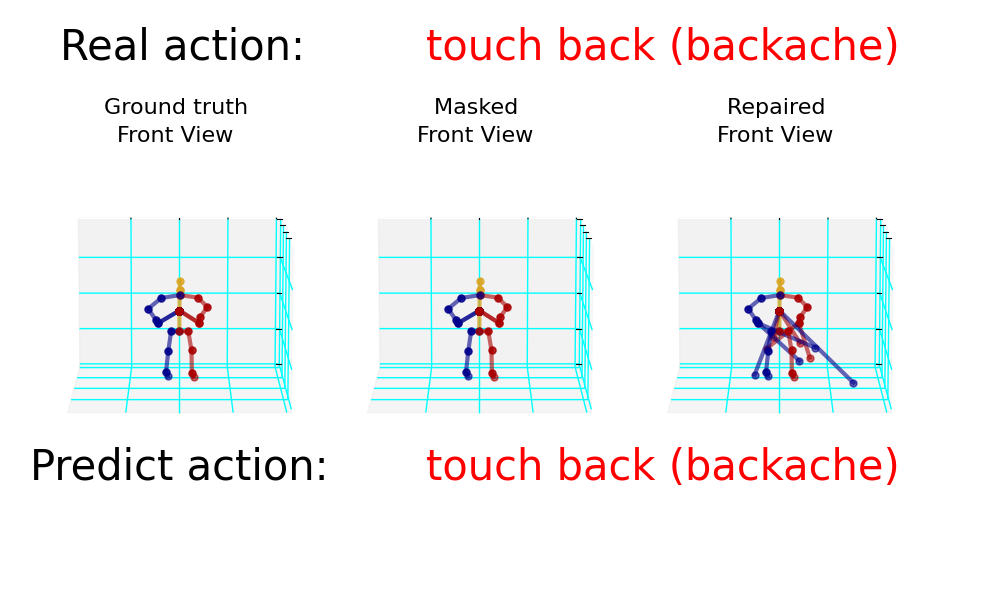 Real action: touch back (backache)
Ground truth Masked Repaired
Front View Front View Front View
Predict action: touch back (backache)